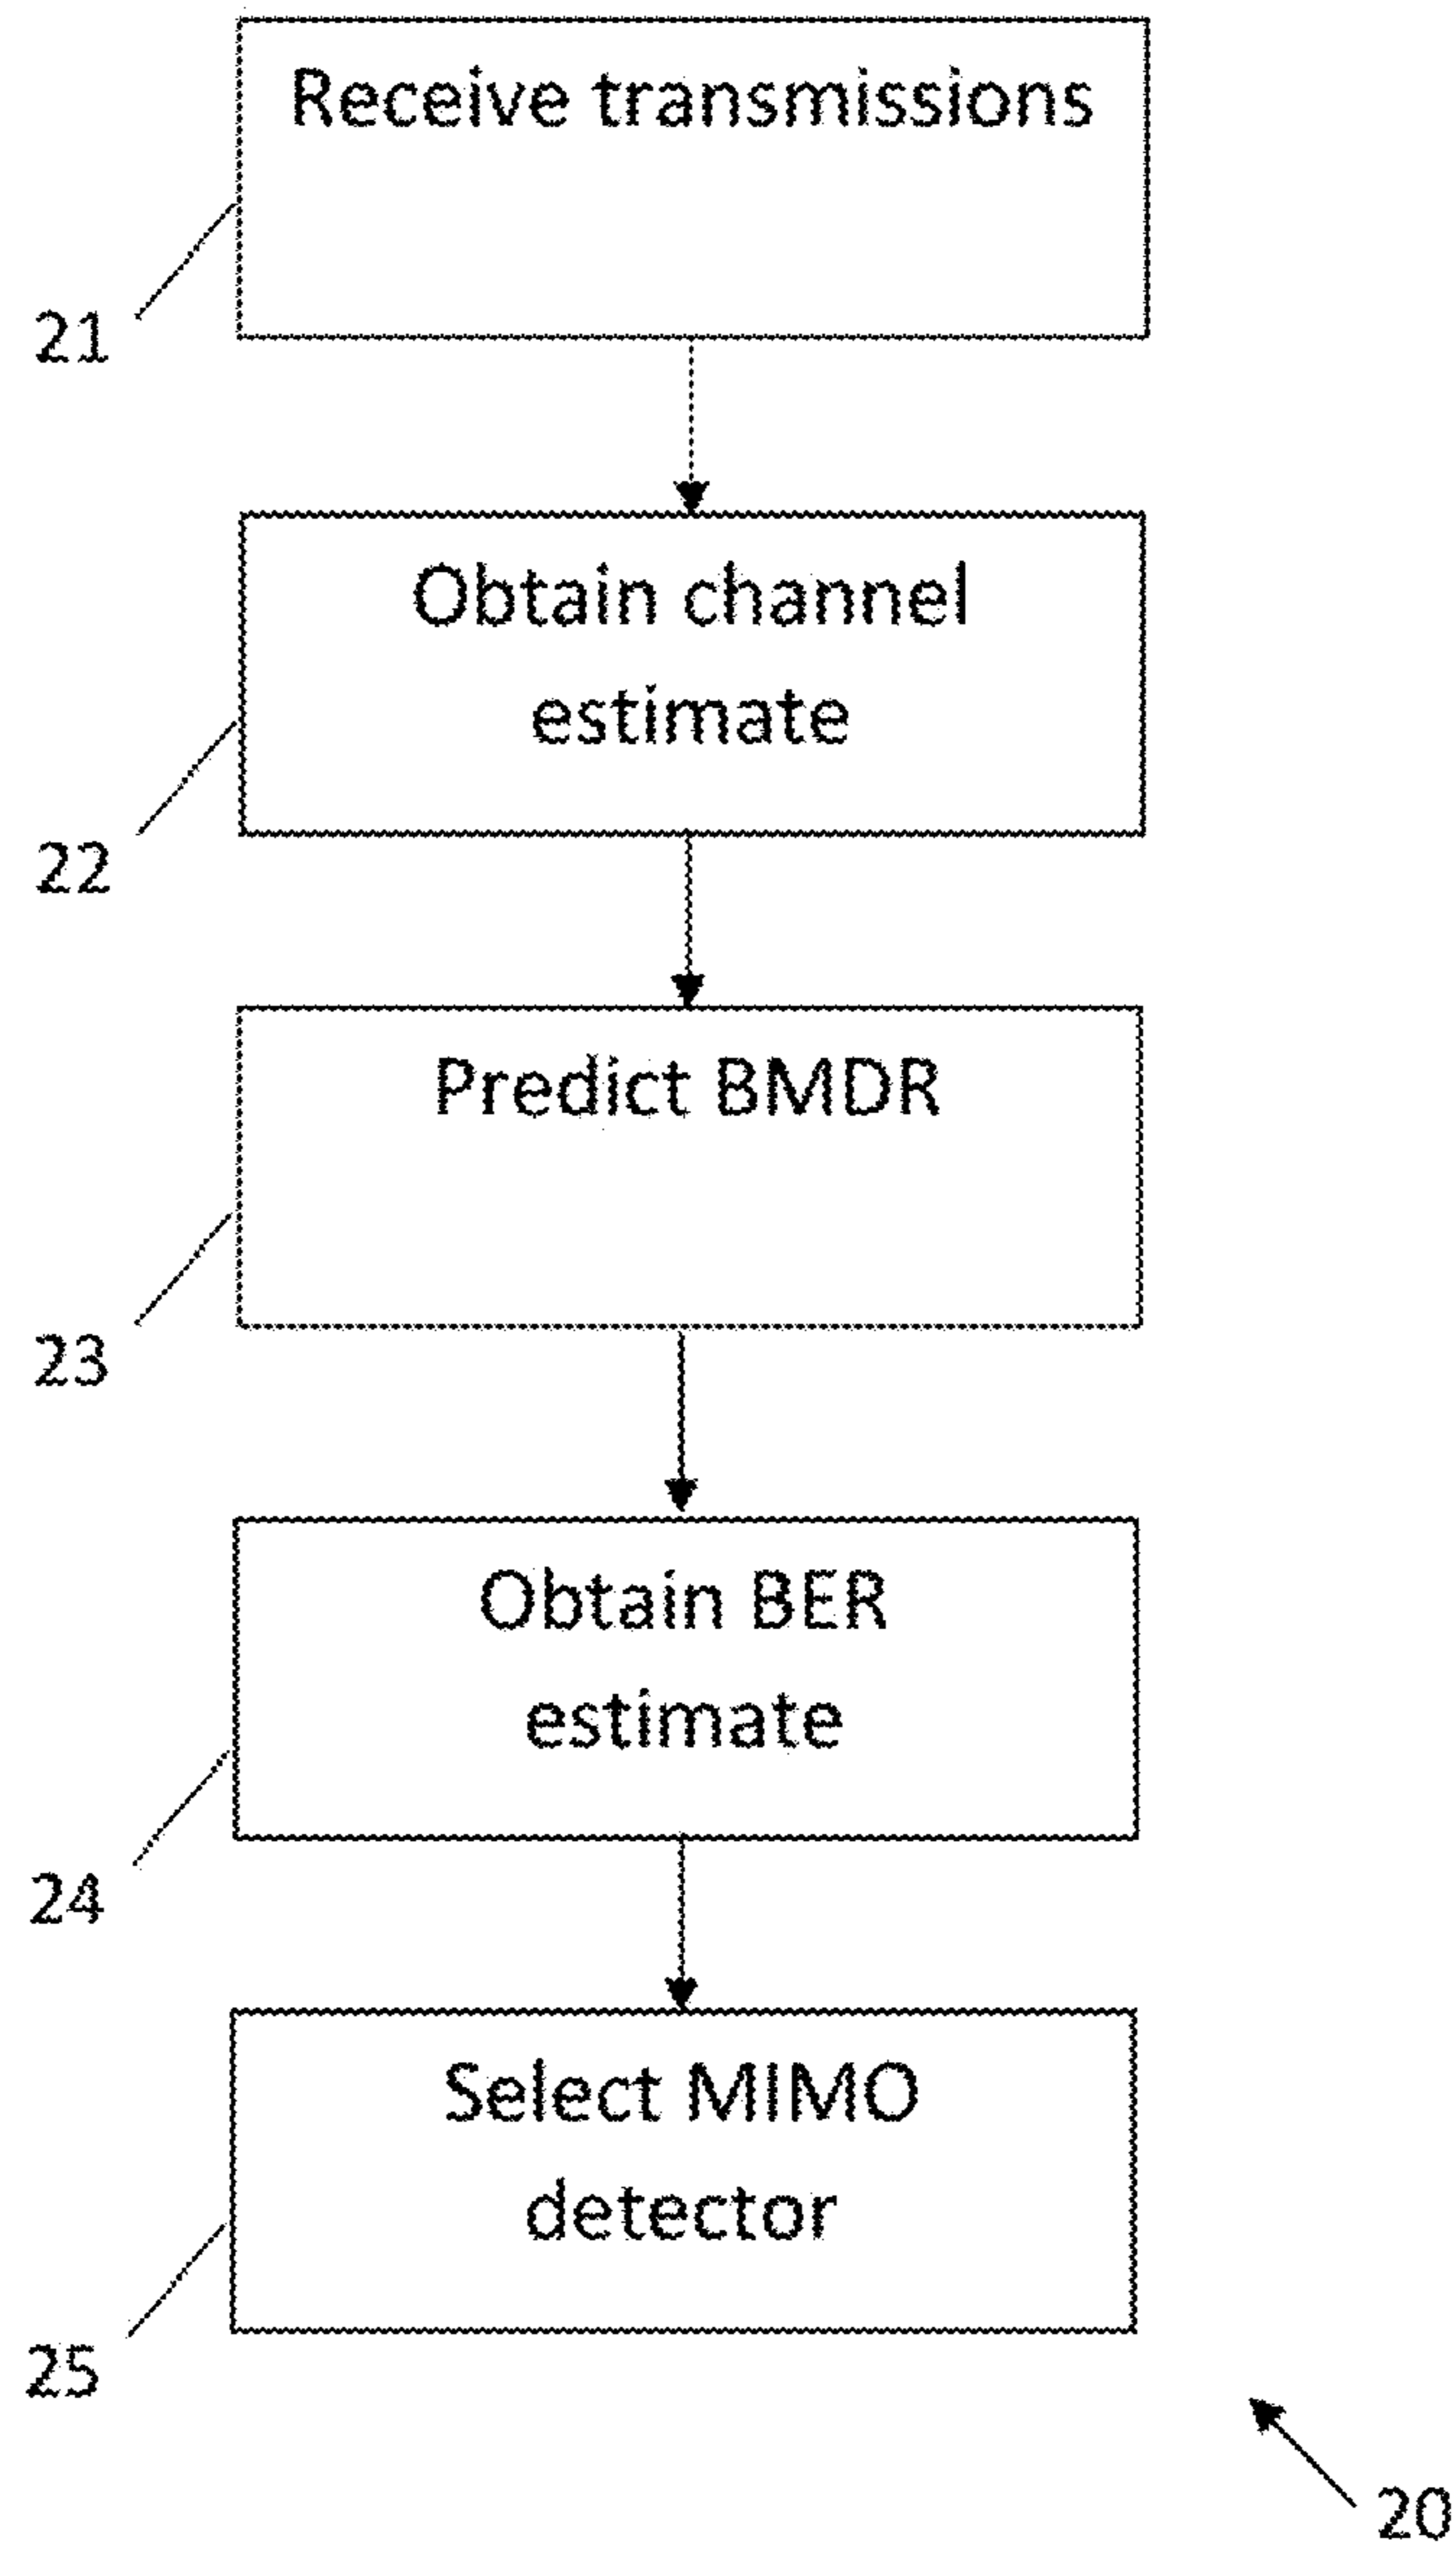 Receive transmissions
21
Obtain channel
estimate
22
Predict BMDR
23
Obtain BER
estimate
24
Select MIMO
detector
25
20